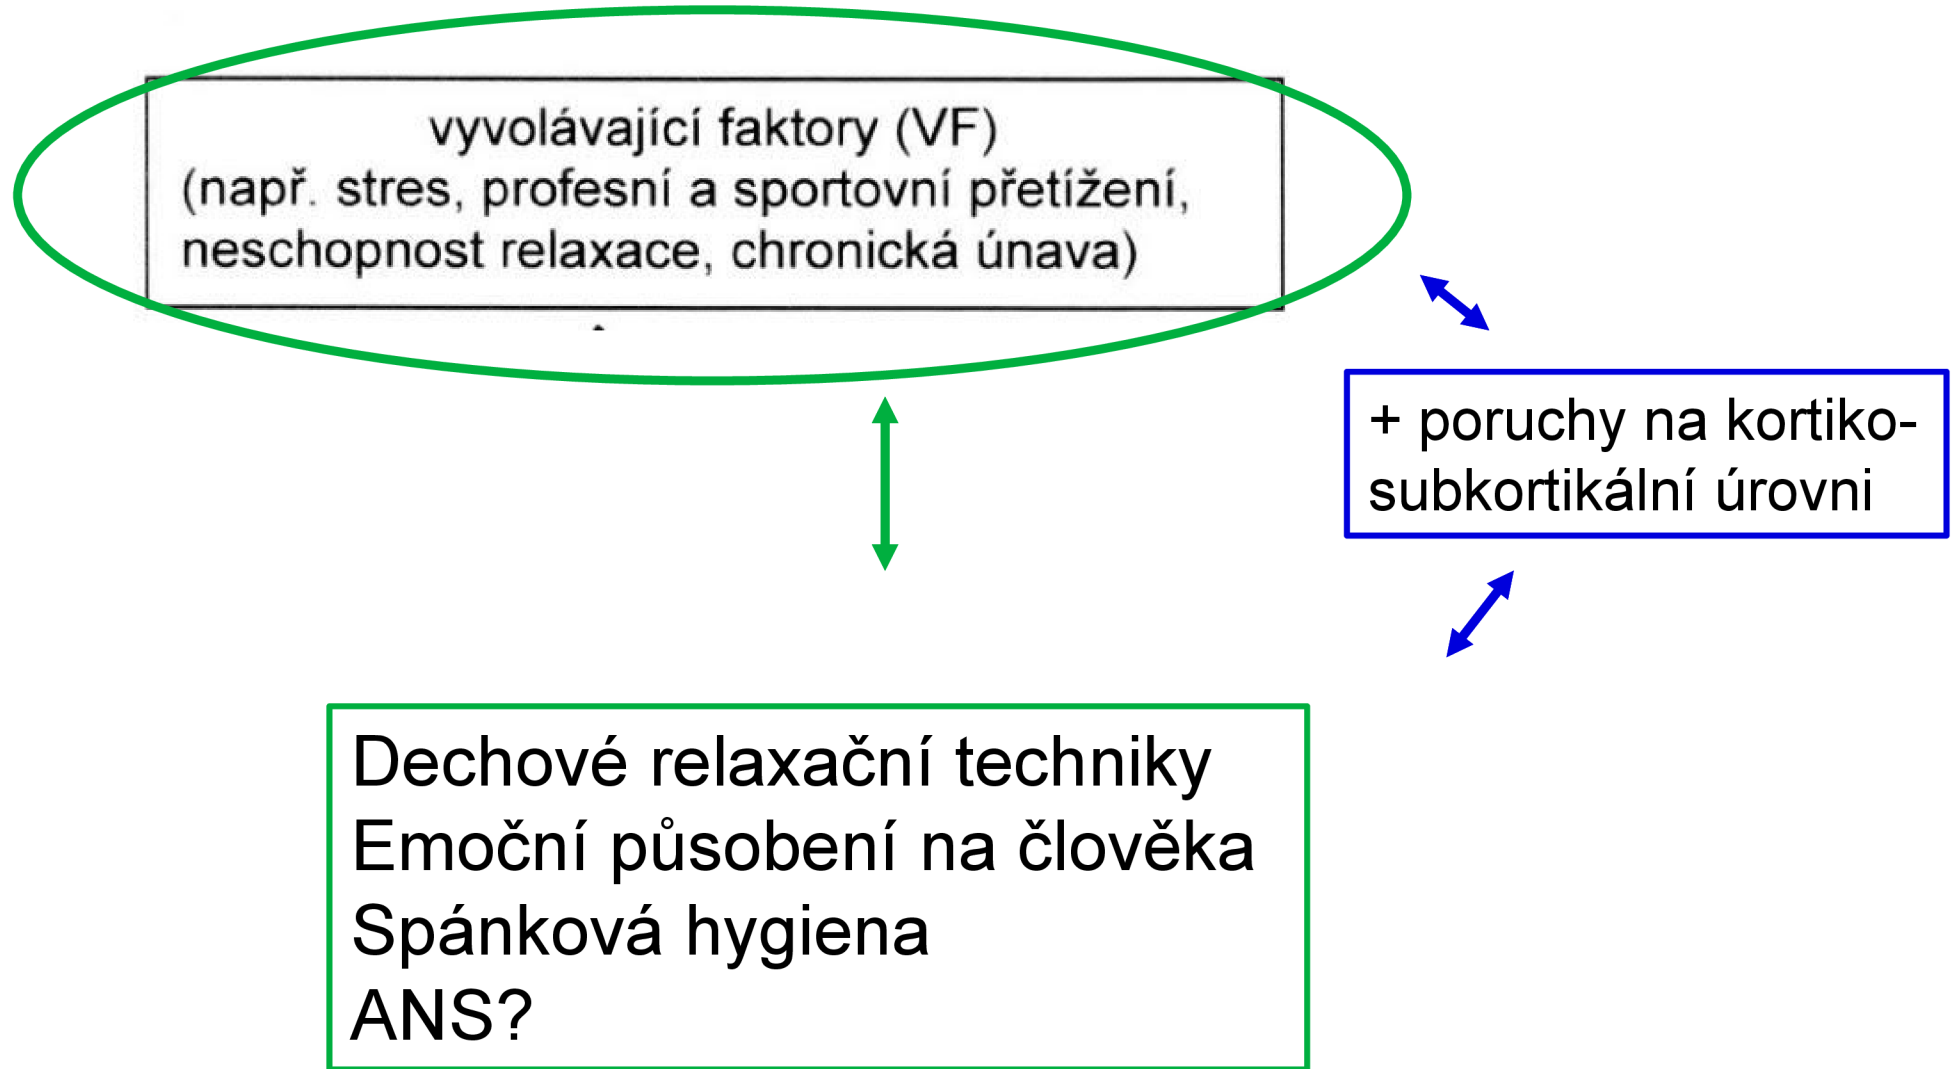 vyvolávající faktory (VF)
(např. stres, profesní a sportovní přetížení,
neschopnost relaxace, chronická únava)
+ poruchy na kortiko-
subkortikální úrovni
Dechové relaxační techniky
Emoční působení na člověka
Spánková hygiena
ANS?